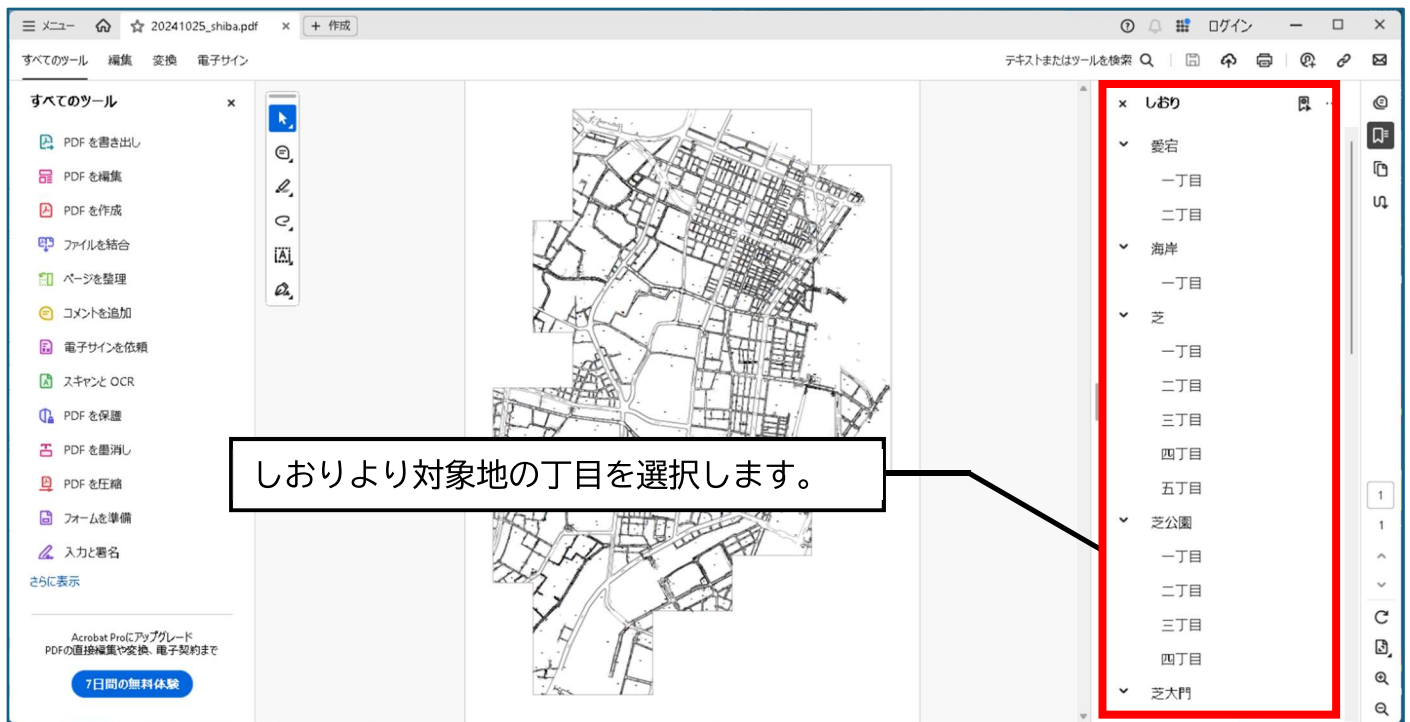 メニュー
20241025_shiba.pdf
+ 作成
ログイン
すべてのツール 編集 変換 電子サイン
テキストまたはツールを検索
すべてのツール
PDF を書き出し
PDF を編集
PDF を作成
ファイルを結合
ページを整理
コメントを追加
電子サインを依頼
スキャンと OCR
PDF を保護
PDF を墨消し
PDF を圧縮
フォームを準備
入力と署名
さらに表示
Acrobat Proにアップグレード
PDFの直接編集や変換、電子契約まで
7日間の無料体験
しおりより対象地の丁目を選択します。
しおり
愛宕
一丁目
二丁目
海岸
一丁目
芝
一丁目
二丁目
三丁目
四丁目
五丁目
芝公園
一丁目
二丁目
三丁目
四丁目
芝大門
1
1